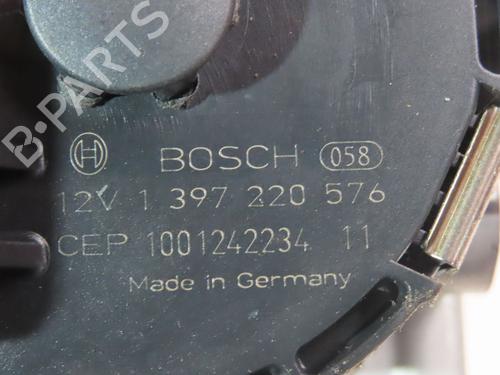 B-PARTS
BOSCH 058
12V 1 397 220 576
CEP 1001242234 11
Made in Germany